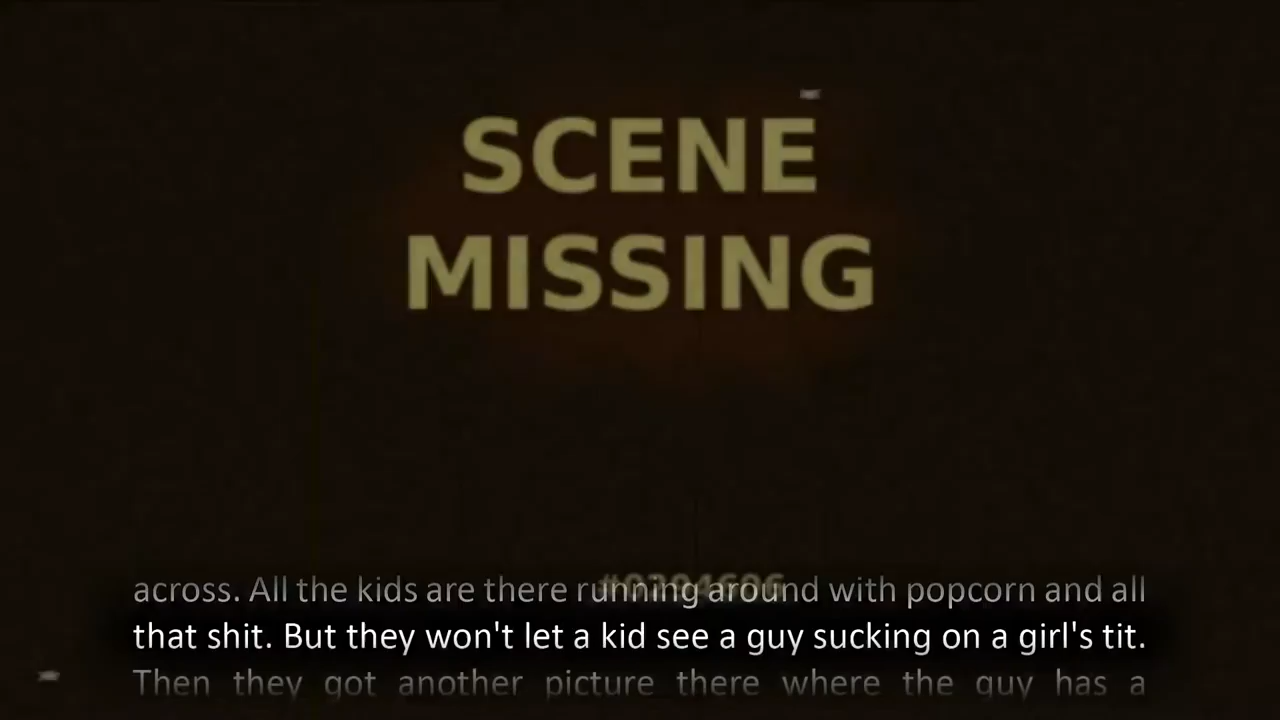 SCENE
MISSING
across. All the kids are there running around with popcorn and all
that shit. But they won't let a kid see a guy sucking on a girl's tit.
Then they got another picture there where the guy has a